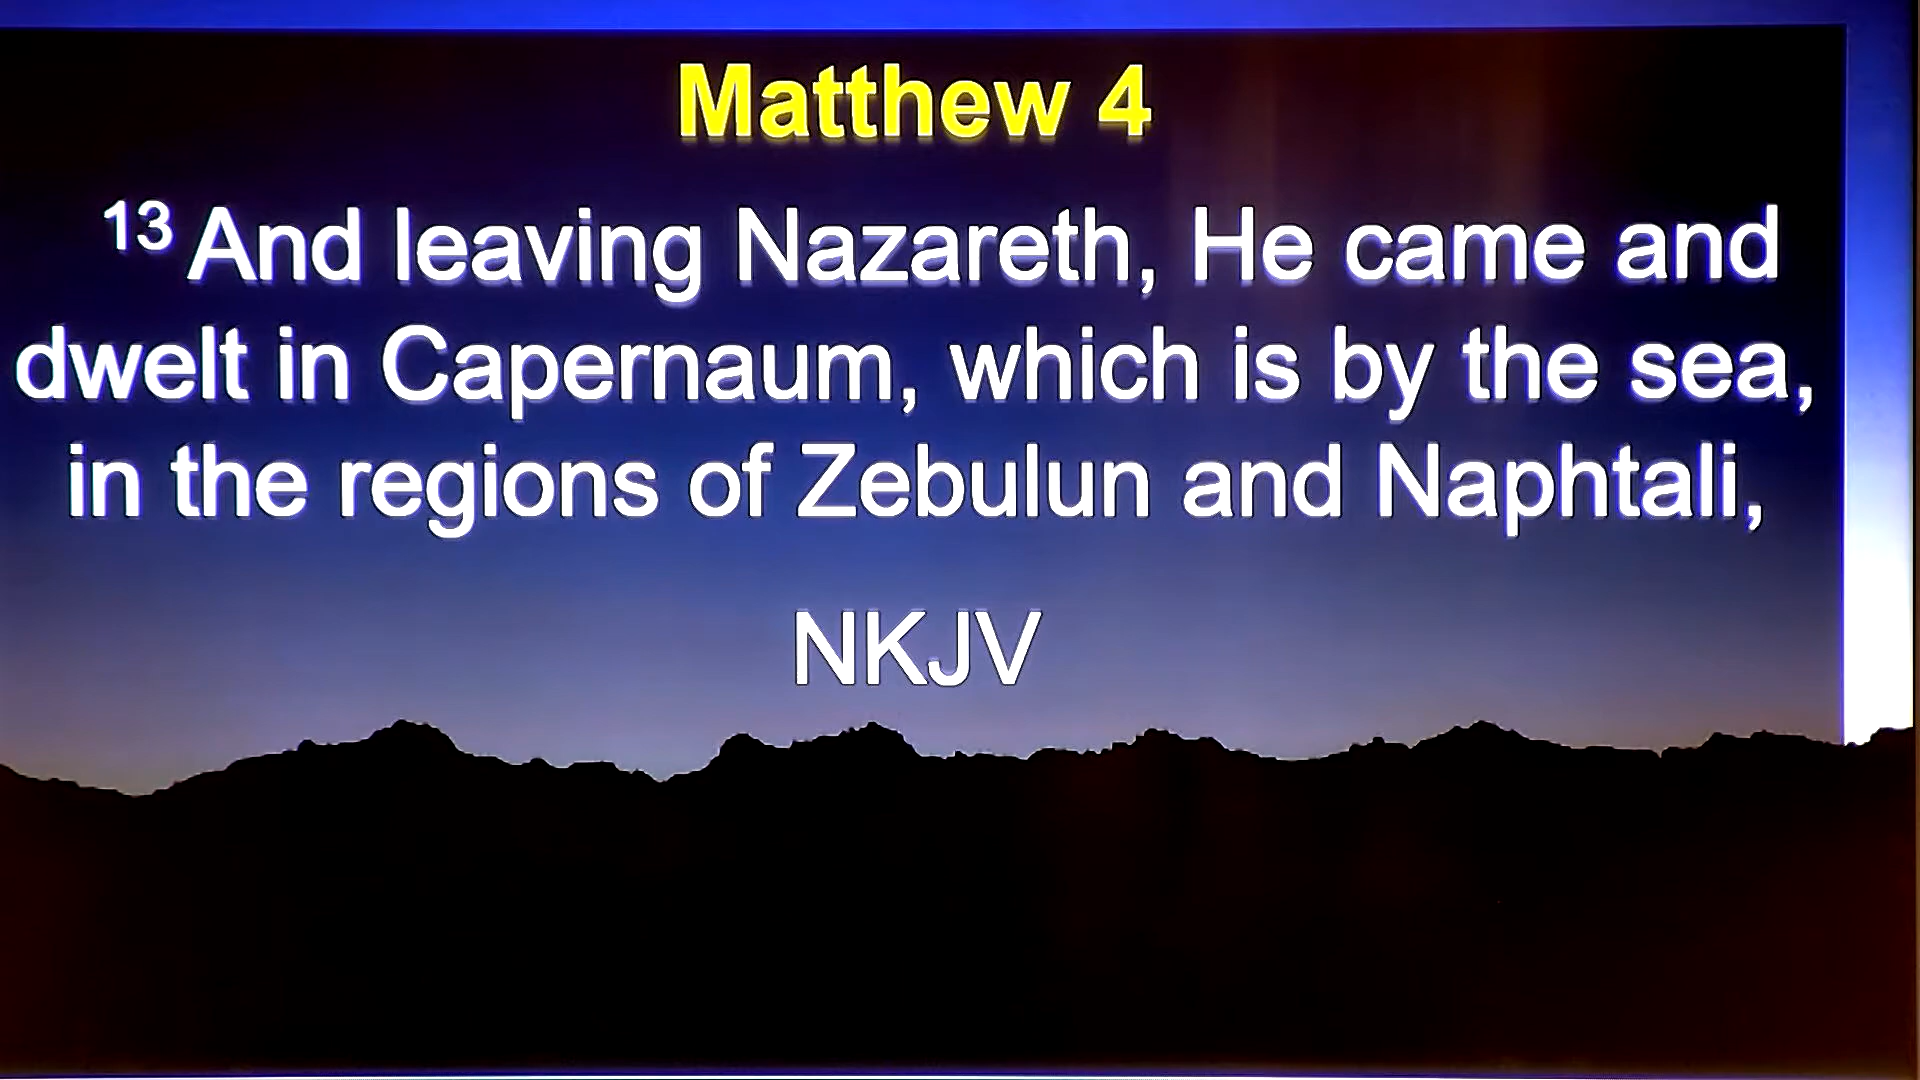 Matthew 4
13 And leaving Nazareth, He came and
dwelt in Capernaum, which is by the sea,
in the regions of Zebulun and Naphtali,
NKJV